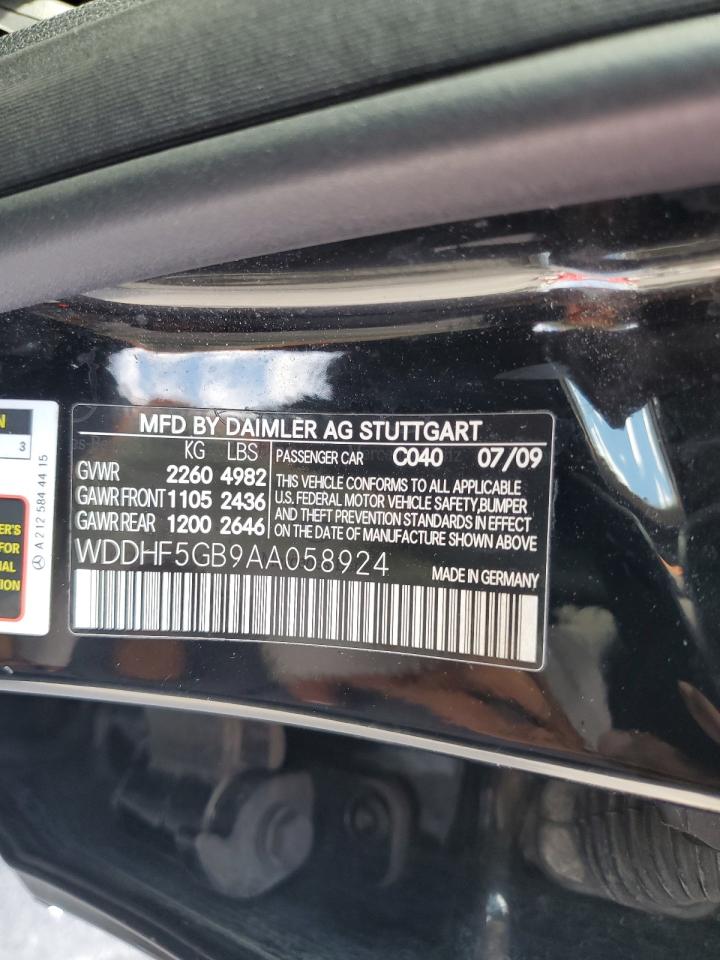 MFD BY DAIMLER AG STUTTGART
KG LBS
GVWR 2260 4982
GAWR FRONT 1105 2436
GAWR REAR 1200 2646
PASSENGER CAR C040 07/09
THIS VEHICLE CONFORMS TO ALL APPLICABLE
U.S. FEDERAL MOTOR VEHICLE SAFETY,BUMPER
AND THEFT PREVENTION STANDARDS IN EFFECT
ON THE DATE OF MANUFACTURE SHOWN ABOVE
WDDHF5GB9AA058924
MADE IN GERMANY
3
A 212 584 44 15
FOR